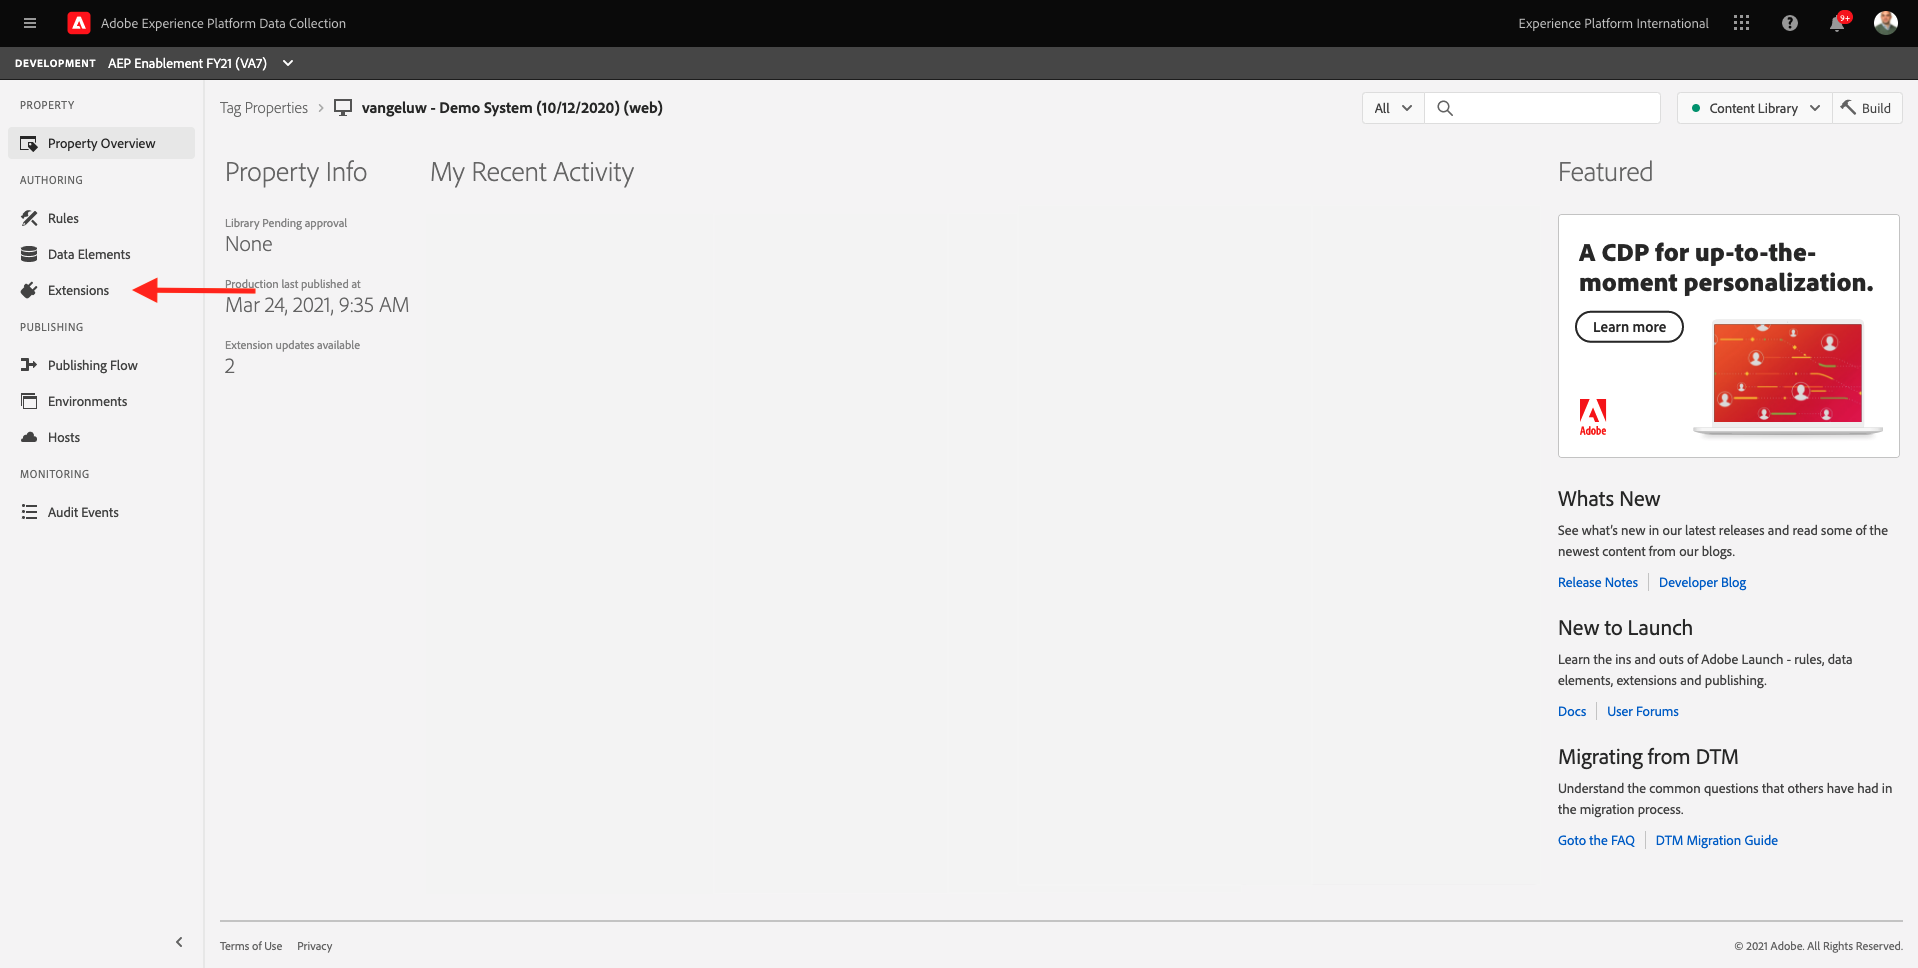 Adobe Experience Platform Data Collection
Experience Platform International
9+
DEVELOPMENT AEP Enablement FY21 (VA7)
PROPERTY
Property Overview
AUTHORING
Rules
Data Elements
Extensions
PUBLISHING
Publishing Flow
Environments
Hosts
MONITORING
Audit Events
Tag Properties > vangeluw - Demo System (10/12/2020) (web)
All
Content Library
Build
Property Info
Library Pending approval
None
Production last published at
Mar 24, 2021, 9:35 AM
Extension updates available
2
My Recent Activity
Featured
A CDP for up-to-the-
moment personalization.
Learn more
Adobe
Whats New
See what's new in our latest releases and read some of the
newest content from our blogs.
Release Notes | Developer Blog
New to Launch
Learn the ins and outs of Adobe Launch - rules, data
elements, extensions and publishing.
Docs | User Forums
Migrating from DTM
Understand the common questions that others have had in
the migration process.
Goto the FAQ | DTM Migration Guide
Terms of Use Privacy
© 2021 Adobe. All Rights Reserved.